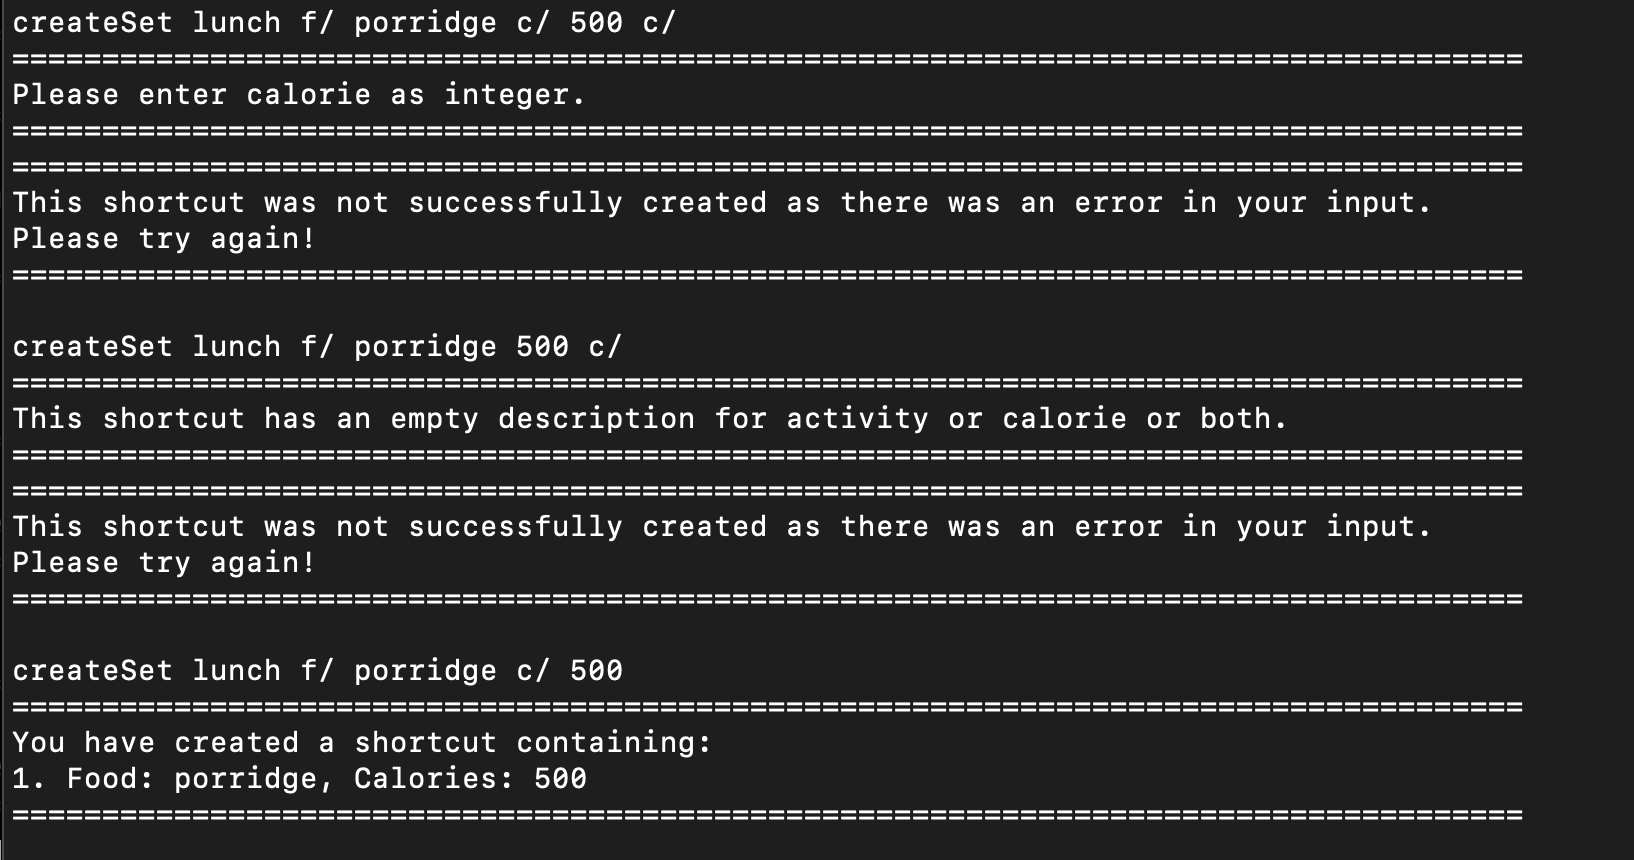 createSet lunch f/ porridge c/ 500 c/
====================================================================================
Please enter calorie as integer.
====================================================================================
====================================================================================
This shortcut was not successfully created as there was an error in your input.
Please try again!
====================================================================================
createSet lunch f/ porridge 500 c/
====================================================================================
This shortcut has an empty description for activity or calorie or both.
====================================================================================
====================================================================================
This shortcut was not successfully created as there was an error in your input.
Please try again!
====================================================================================
createSet lunch f/ porridge c/ 500
====================================================================================
You have created a shortcut containing:
1. Food: porridge, Calories: 500
====================================================================================